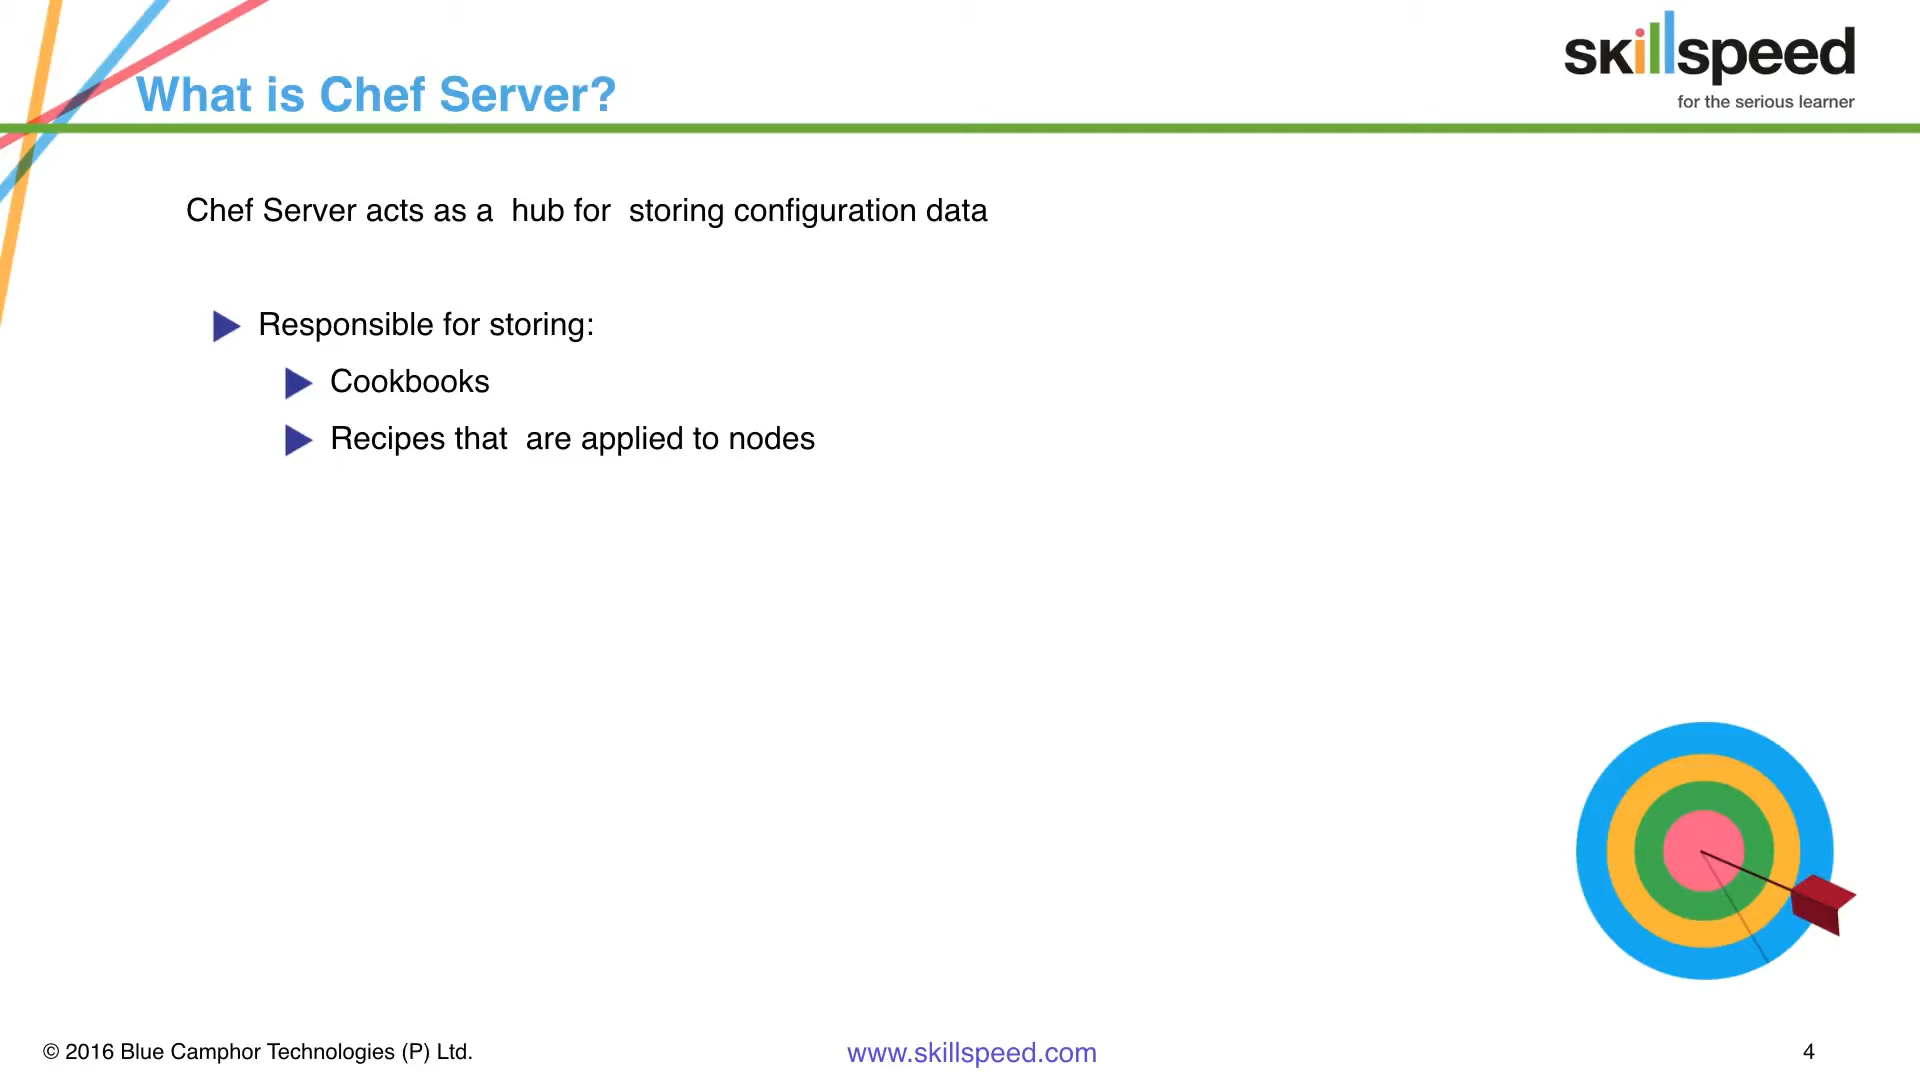 skillspeed
for the serious learner
What is Chef Server?
Chef Server acts as a  hub for  storing configuration data
Responsible for storing:
Cookbooks
Recipes that  are applied to nodes
© 2016 Blue Camphor Technologies (P) Ltd.
www.skillspeed.com
4